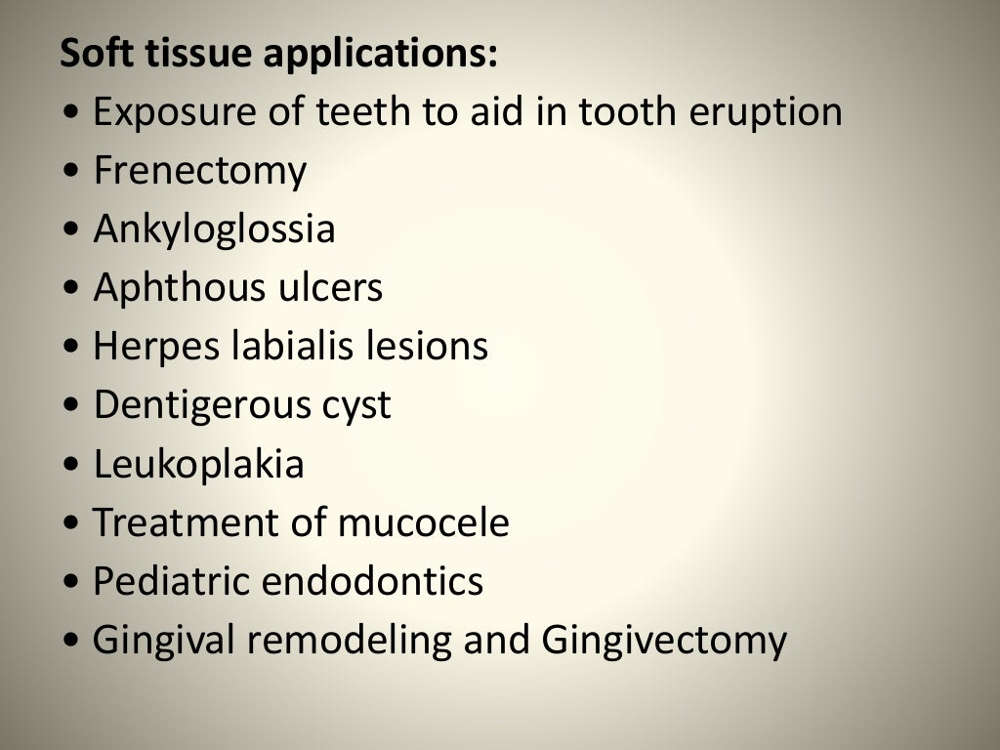 Soft tissue applications:
• Exposure of teeth to aid in tooth eruption
• Frenectomy
• Ankyloglossia
• Aphthous ulcers
• Herpes labialis lesions
• Dentigerous cyst
• Leukoplakia
• Treatment of mucocele
• Pediatric endodontics
• Gingival remodeling and Gingivectomy